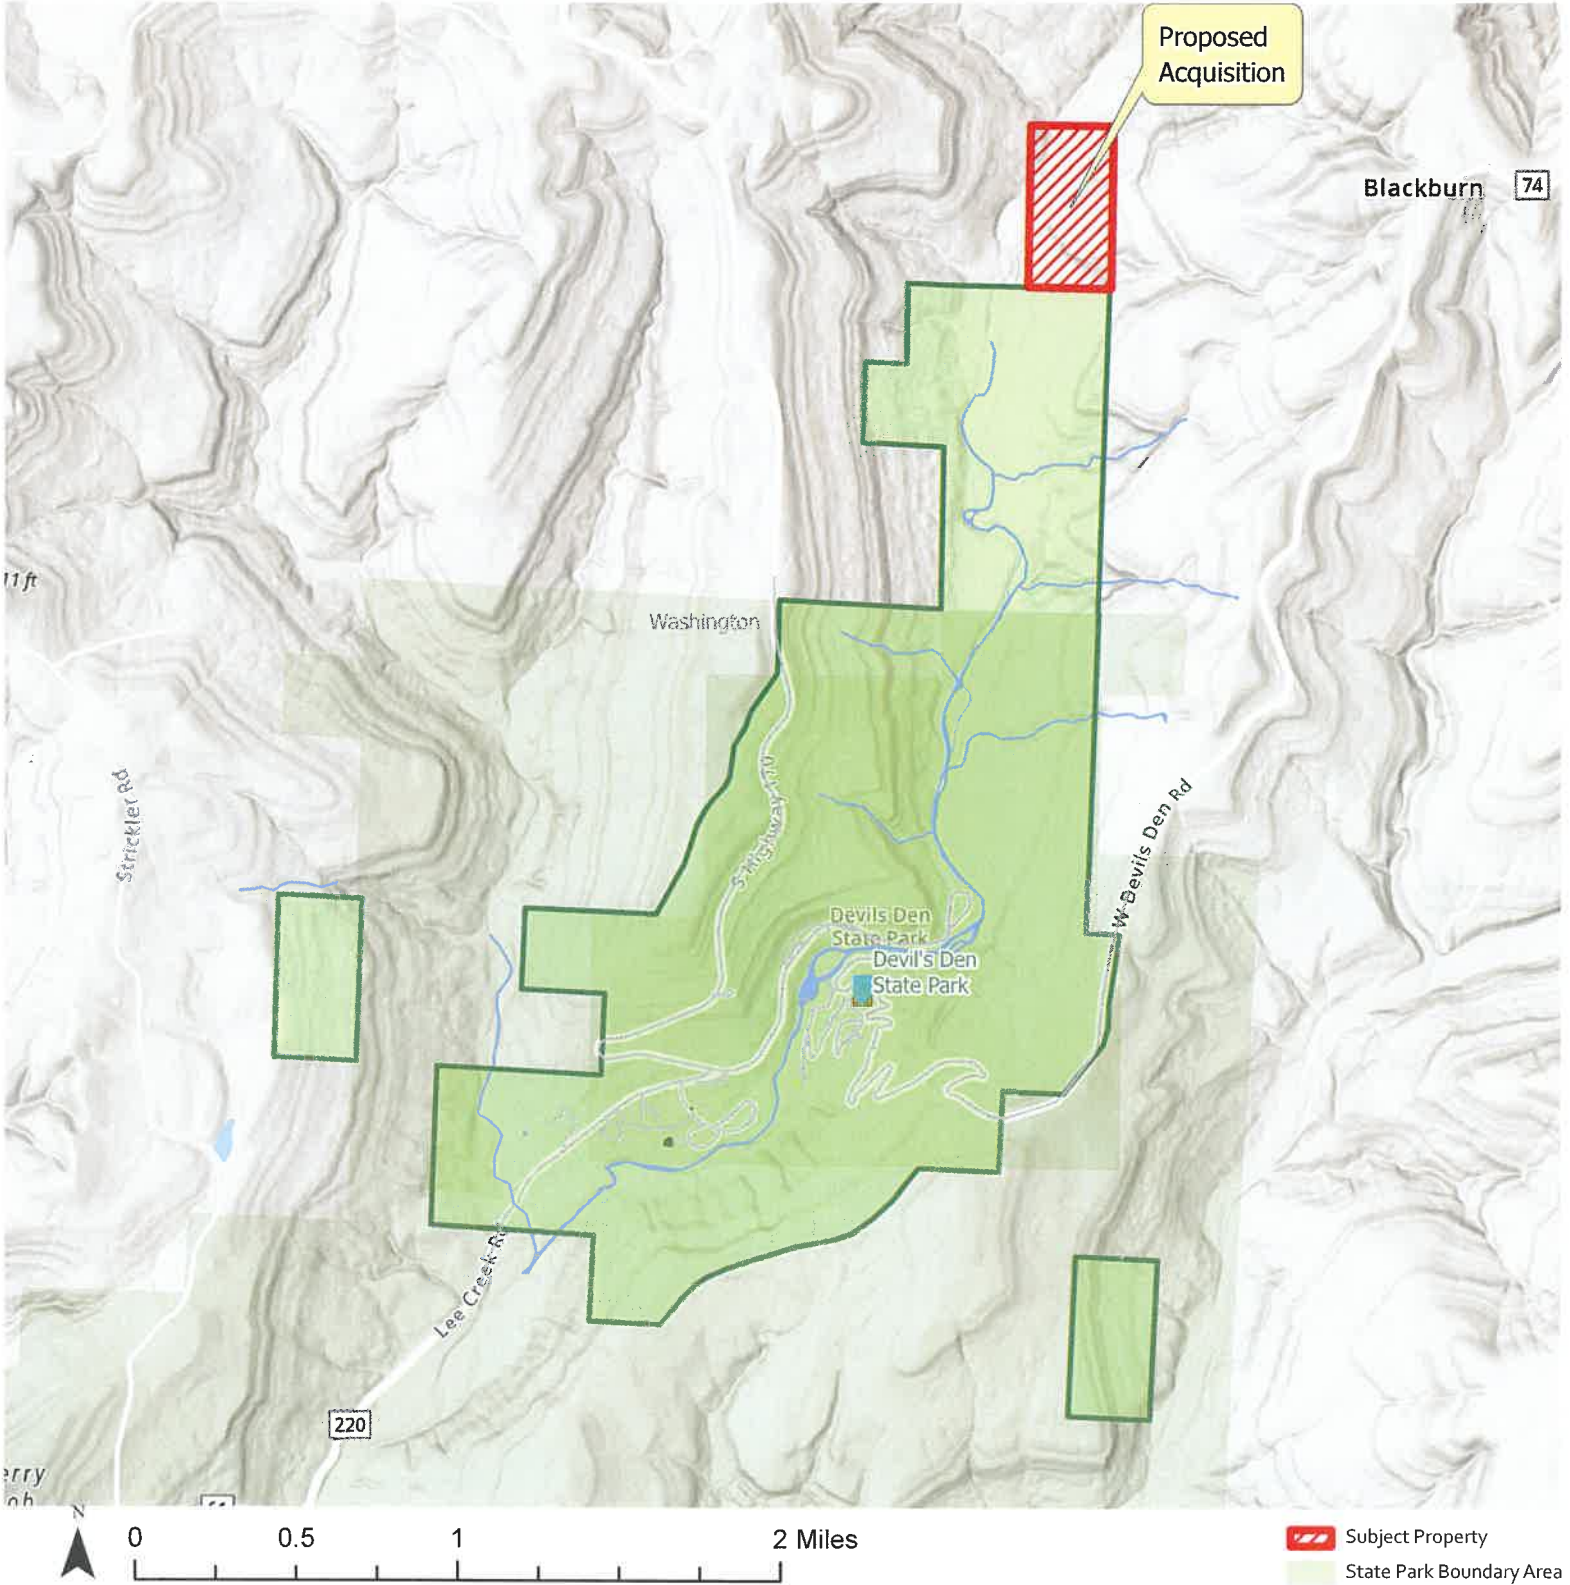 Proposed
Acquisition
Blackburn
74
11 ft
Washington
Strickler Rd
S Highway 170
W Devils Den Rd
Devils Den
State Park
Devil's Den
State Park
Lee Creek Rd
220
erry
N
0
0.5
1
2 Miles
Subject Property
State Park Boundary Area